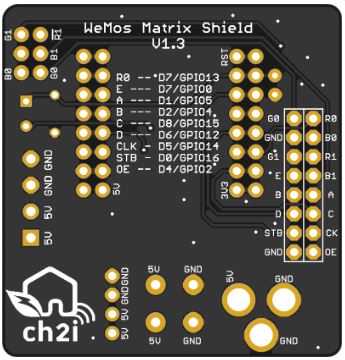 WeMos Matrix Shield
V1.3
G1
R1
B1
B0
G0
RST
R0 --- D7/GPIO13
E --- D7/GPIO0
A --- D1/GPIO5
B --- D2/GPIO4
C --- D8/GPIO15
D --- D6/GPIO12
CLK - D5/GPIO14
STB - D0/GPIO16
OE -- D4/GPIO2
5V
3V3
G0 R0
GND B0
G1 R1
E B1
B A
D C
STB CK
GND OE
GND
GND
5V
5V
GND
5V
GND
5V
5V
GND
5V
GND
5V
GND
GND
ch2i